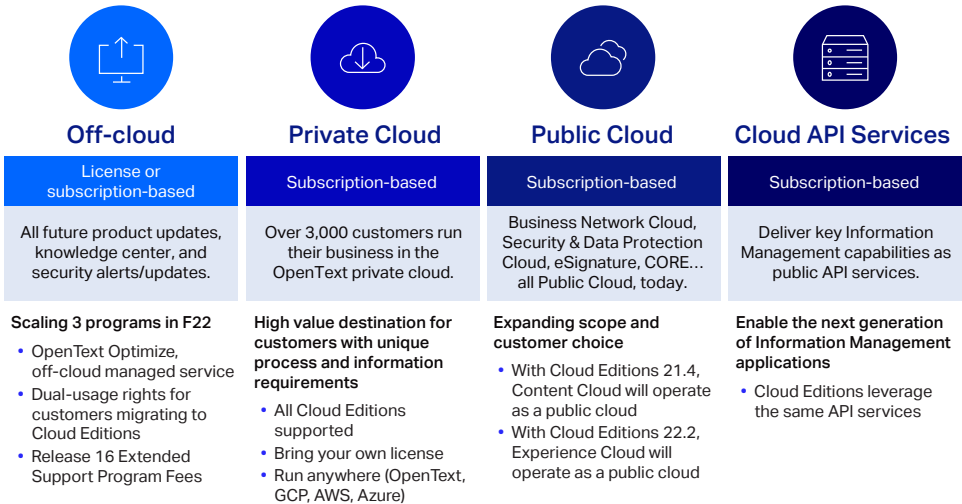 Off-cloud
License or
subscription-based
All future product updates,
knowledge center, and
security alerts/updates.
Scaling 3 programs in F22
• OpenText Optimize,
off-cloud managed service
• Dual-usage rights for
customers migrating to
Cloud Editions
• Release 16 Extended
Support Program Fees
Private Cloud
Subscription-based
Over 3,000 customers run
their business in the
OpenText private cloud.
High value destination for
customers with unique
process and information
requirements
• All Cloud Editions
supported
• Bring your own license
• Run anywhere (OpenText,
GCP, AWS, Azure)
Public Cloud
Subscription-based
Business Network Cloud,
Security & Data Protection
Cloud, eSignature, CORE…
all Public Cloud, today.
Expanding scope and
customer choice
• With Cloud Editions 21.4,
Content Cloud will operate
as a public cloud
• With Cloud Editions 22.2,
Experience Cloud will
operate as a public cloud
Cloud API Services
Subscription-based
Deliver key Information
Management capabilities as
public API services.
Enable the next generation
of Information Management
applications
• Cloud Editions leverage
the same API services